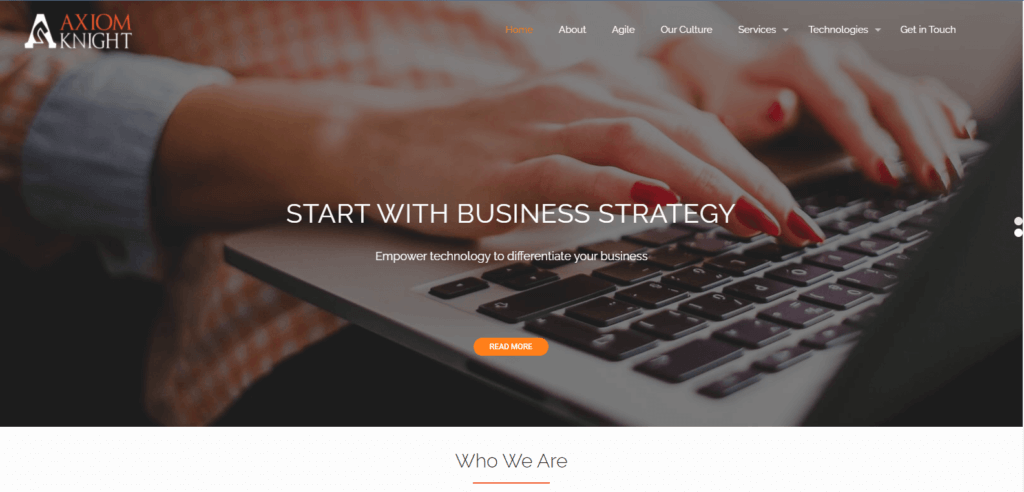 AXIOM
KNIGHT
Home
About
Agile
Our Culture
Services
Technologies
Get in Touch
START WITH BUSINESS STRATEGY
Empower technology to differentiate your business
READ MORE
Who We Are